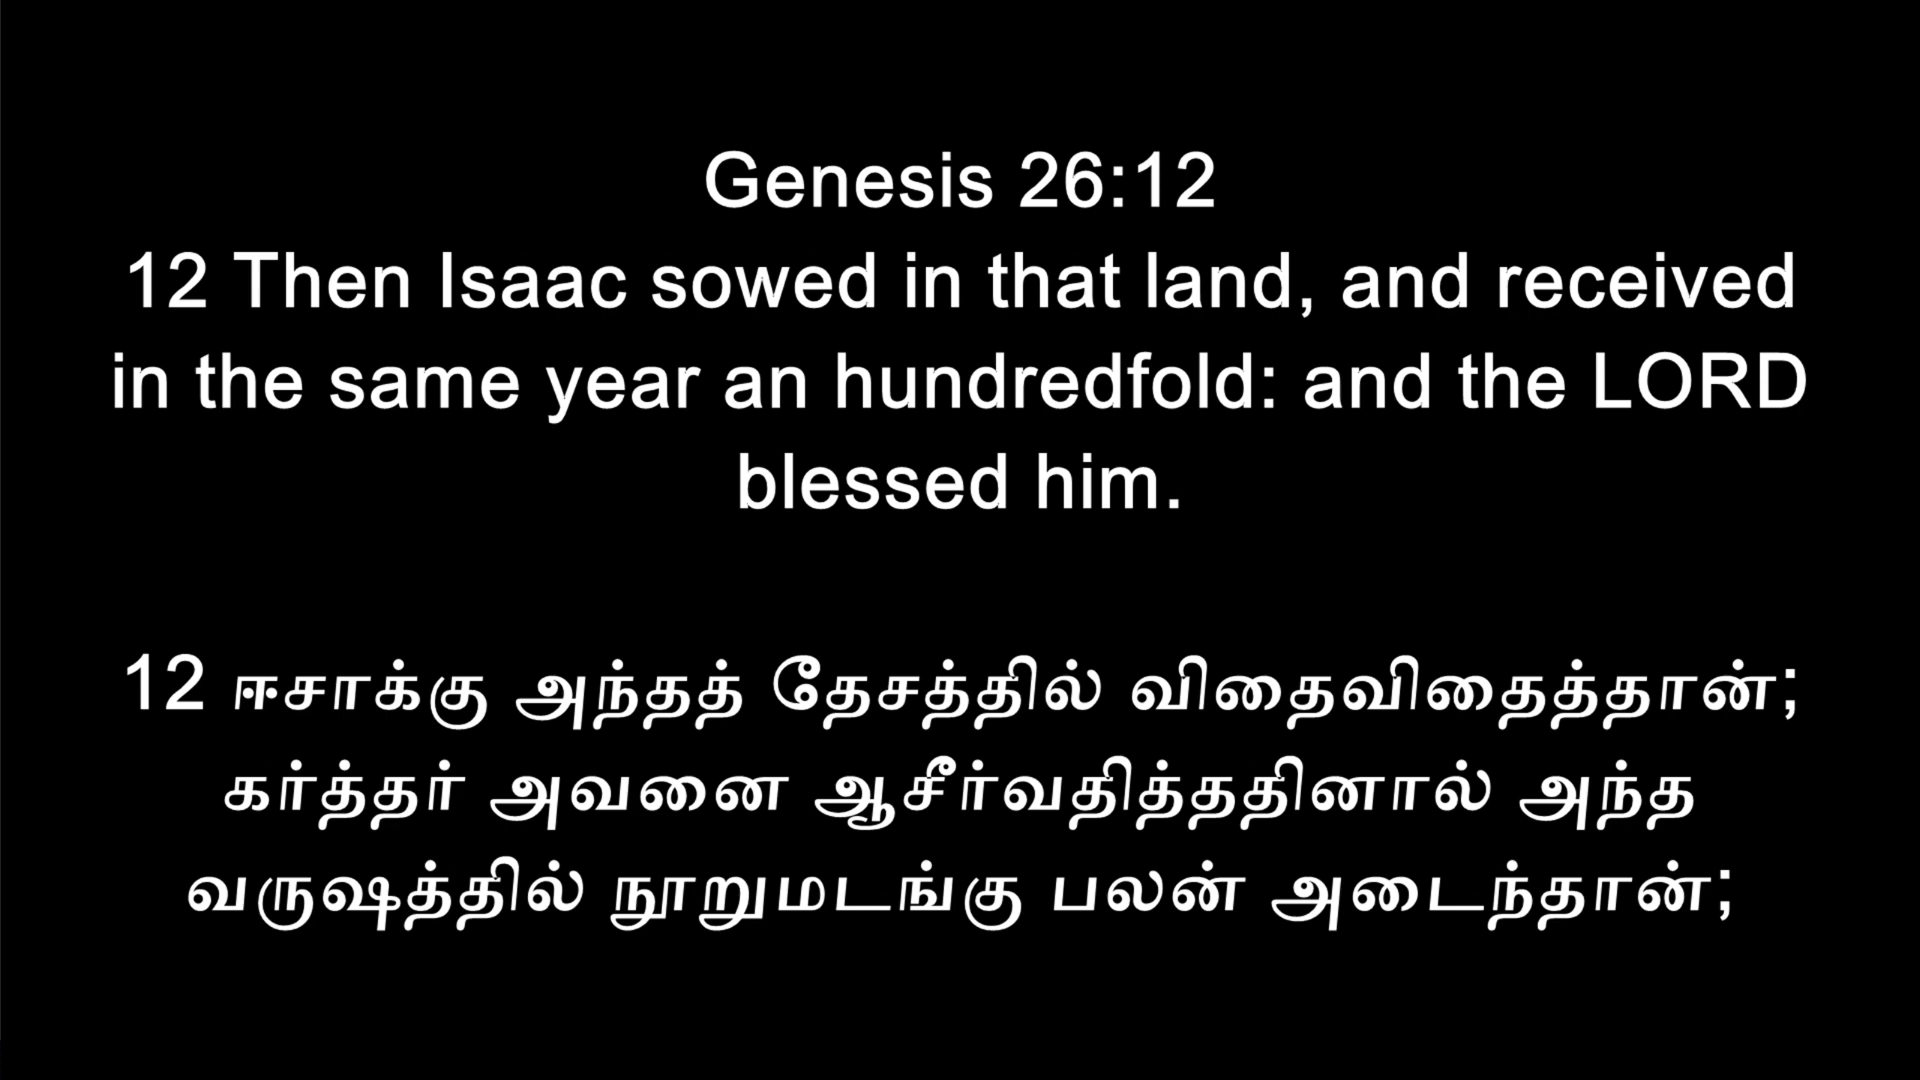 Genesis 26:12
12 Then Isaac sowed in that land, and received
in the same year an hundredfold: and the LORD
blessed him.
12 ஈசாக்கு அந்தத் தேசத்தில் விதைவிதைத்தான்;
கர்த்தர் அவனை ஆசீர்வதித்ததினால் அந்த
வருஷத்தில் நூறுமடங்கு பலன் அடைந்தான்;